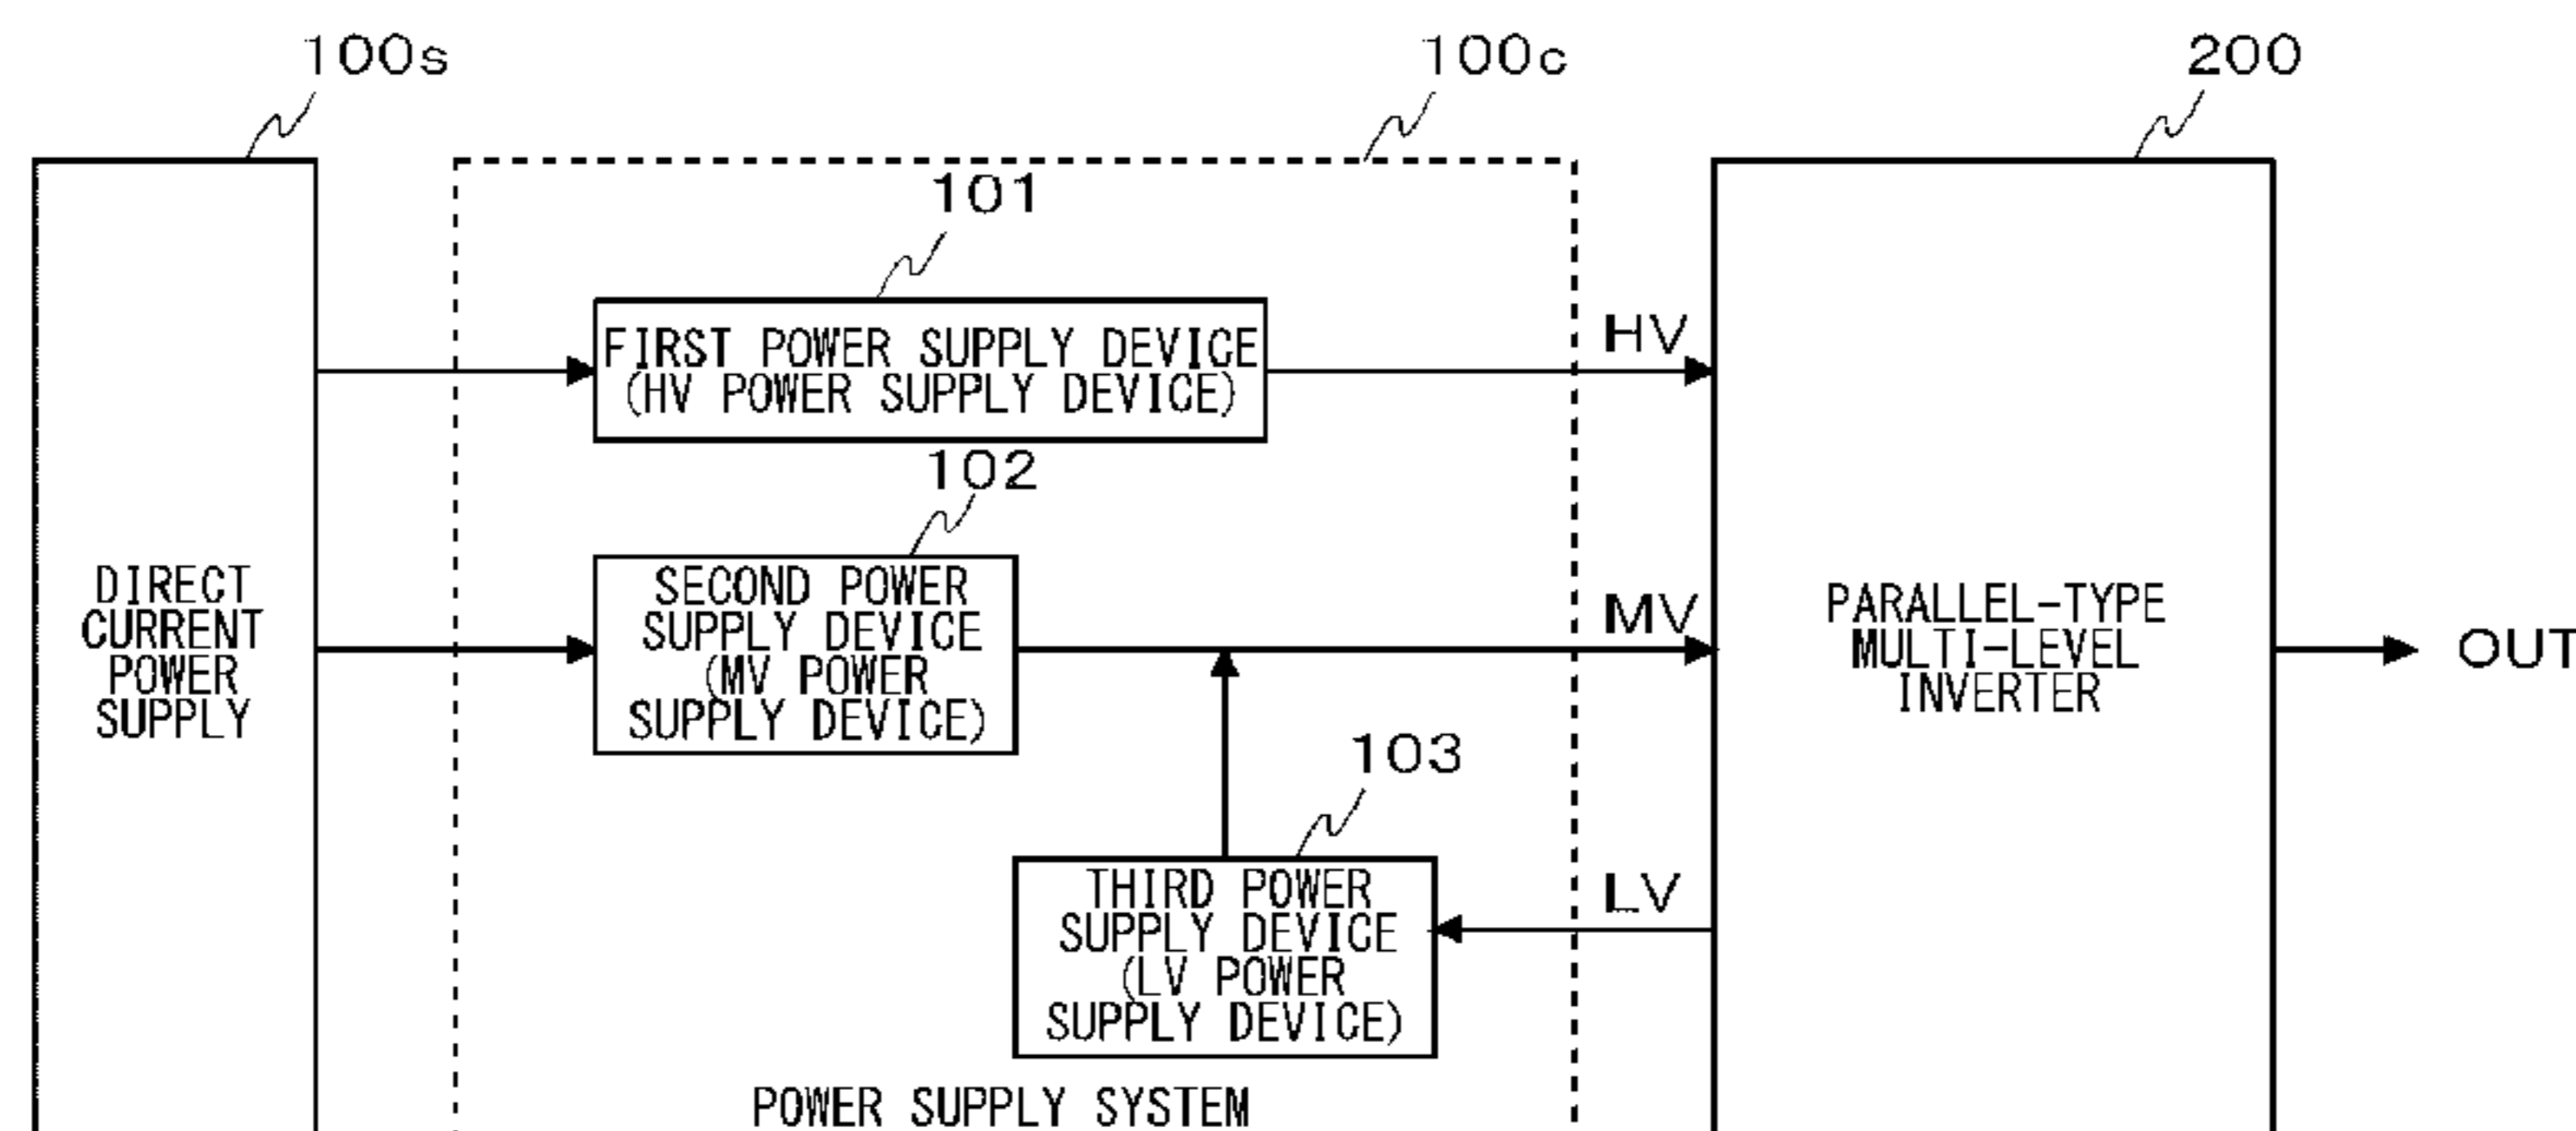 100s
100c
200
101
FIRST POWER SUPPLY DEVICE
(HV POWER SUPPLY DEVICE)
HV
102
DIRECT
CURRENT
POWER
SUPPLY
SECOND POWER
SUPPLY DEVICE
(MV POWER
SUPPLY DEVICE)
MV
PARALLEL-TYPE
MULTI-LEVEL
INVERTER
OUT
103
THIRD POWER
SUPPLY DEVICE
(LV POWER
SUPPLY DEVICE)
LV
POWER SUPPLY SYSTEM